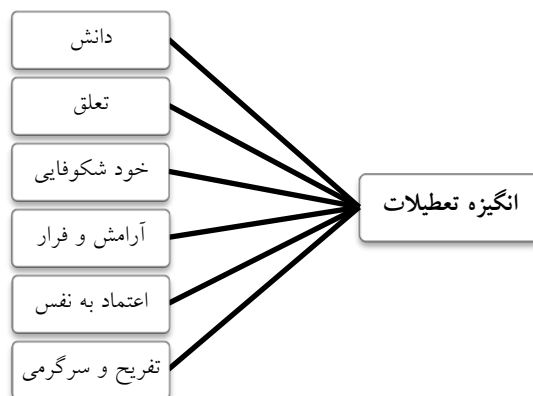 انگیزه تعطیلات
دانش
تعلق
خود شکوفایی
آرامش و فرار
اعتماد به نفس
تفریح و سرگرمی